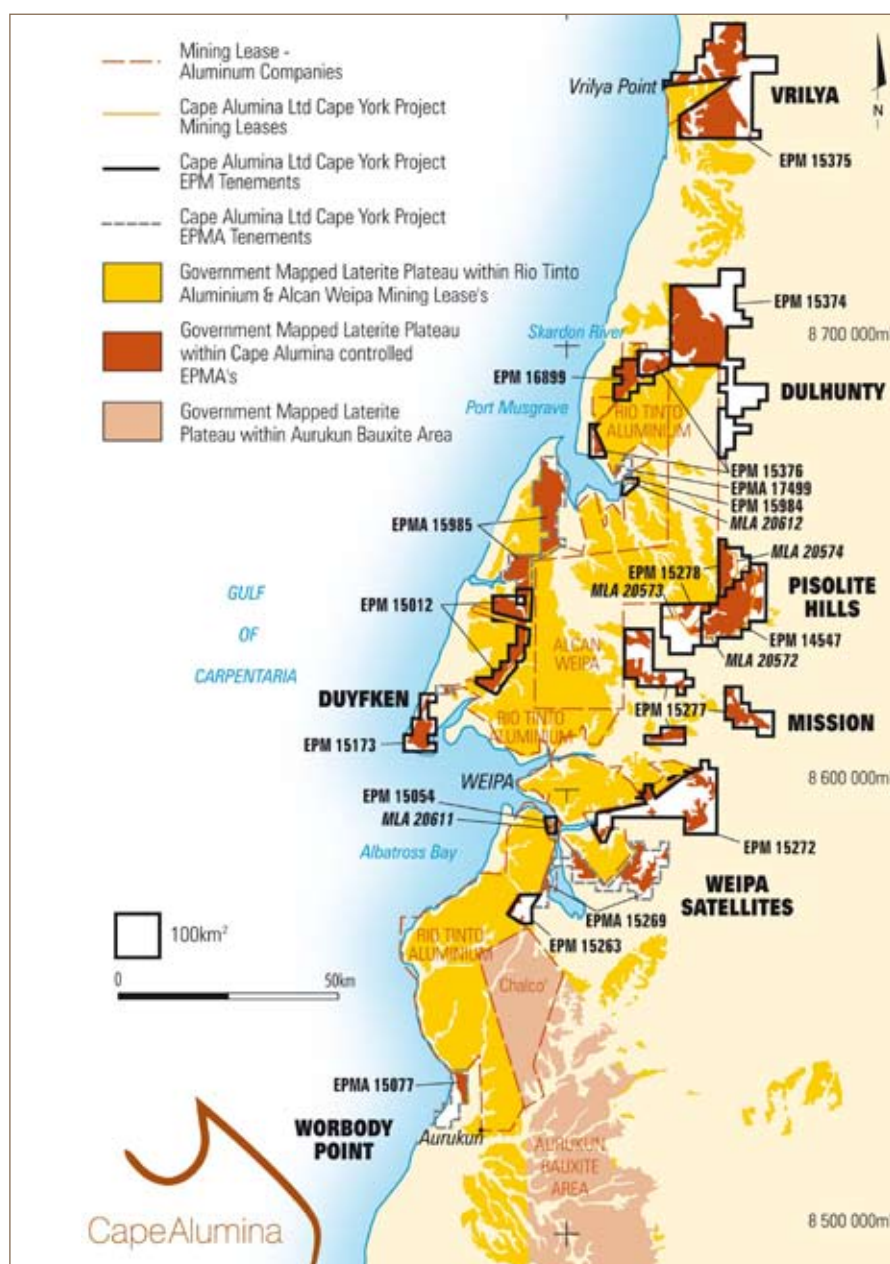 Mining Lease -
Aluminum Companies
Cape Alumina Ltd Cape York Project
Mining Leases
Cape Alumina Ltd Cape York Project
EPM Tenements
Cape Alumina Ltd Cape York Project
EPMA Tenements
Government Mapped Laterite Plateau within Rio Tinto
Aluminium & Alcan Weipa Mining Lease's
Government Mapped Laterite Plateau
within Cape Alumina controlled
EPMA's
Government Mapped Laterite
Plateau within Aurukun Bauxite Area
N
Vrilya Point
VRILYA
EPM 15375
EPM 15374
Skardon River
8 700 000m
EPM 16899
DULHUNTY
Port Musgrave
RIO TINTO
ALUMINIUM
EPM 15376
EPMA 17499
EPM 15984
MLA 20612
EPMA 15985
MLA 20574
EPM 15278
MLA 20573
PISOLITE
HILLS
EPM 15012
GULF
OF
CARPENTARIA
EPM 14547
MLA 20572
ALCAN
WEIPA
DUYFKEN
EPM 15277
MISSION
RIO TINTO
ALUMINIUM
EPM 15173
WEIPA
8 600 000m
EPM 15054
MLA 20611
Albatross Bay
EPM 15272
WEIPA
SATELLITES
EPMA 15269
EPM 15263
100km²
RIO TINTO
ALUMINIUM
0
50km
Chalco'
EPMA 15077
WORBODY
POINT
Aurukun
AURUKUN
BAUXITE
AREA
CapeAlumina
8 500 000m